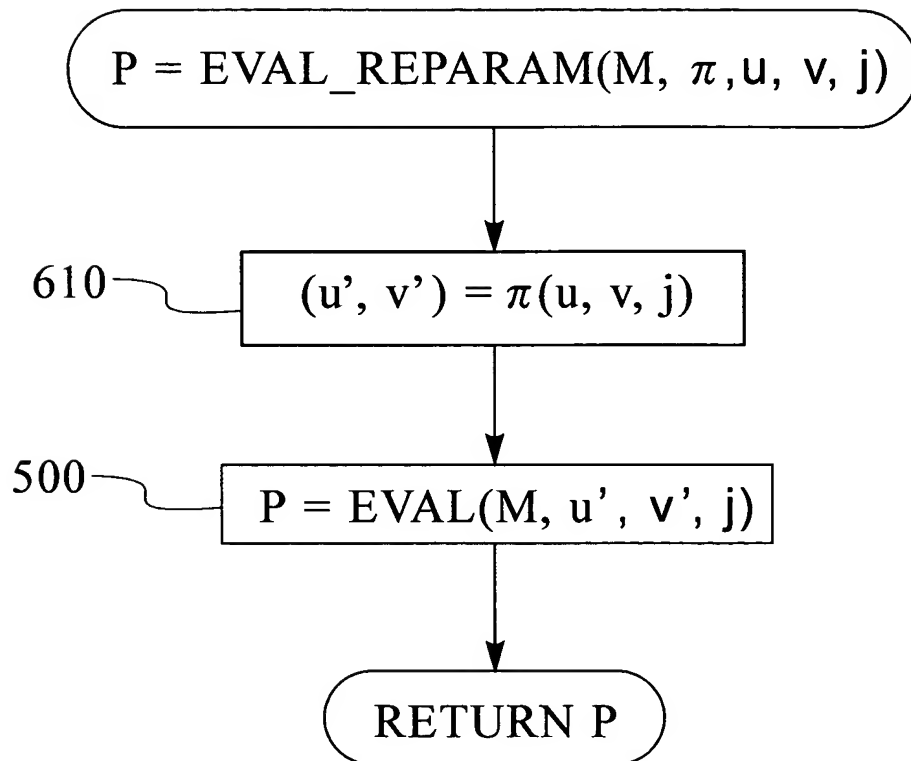 P = EVAL_REPARAM(M, π,u, v, j)
610
(u’, v’) = π(u, v, j)
500
P = EVAL(M, u’, v’, j)
RETURN P